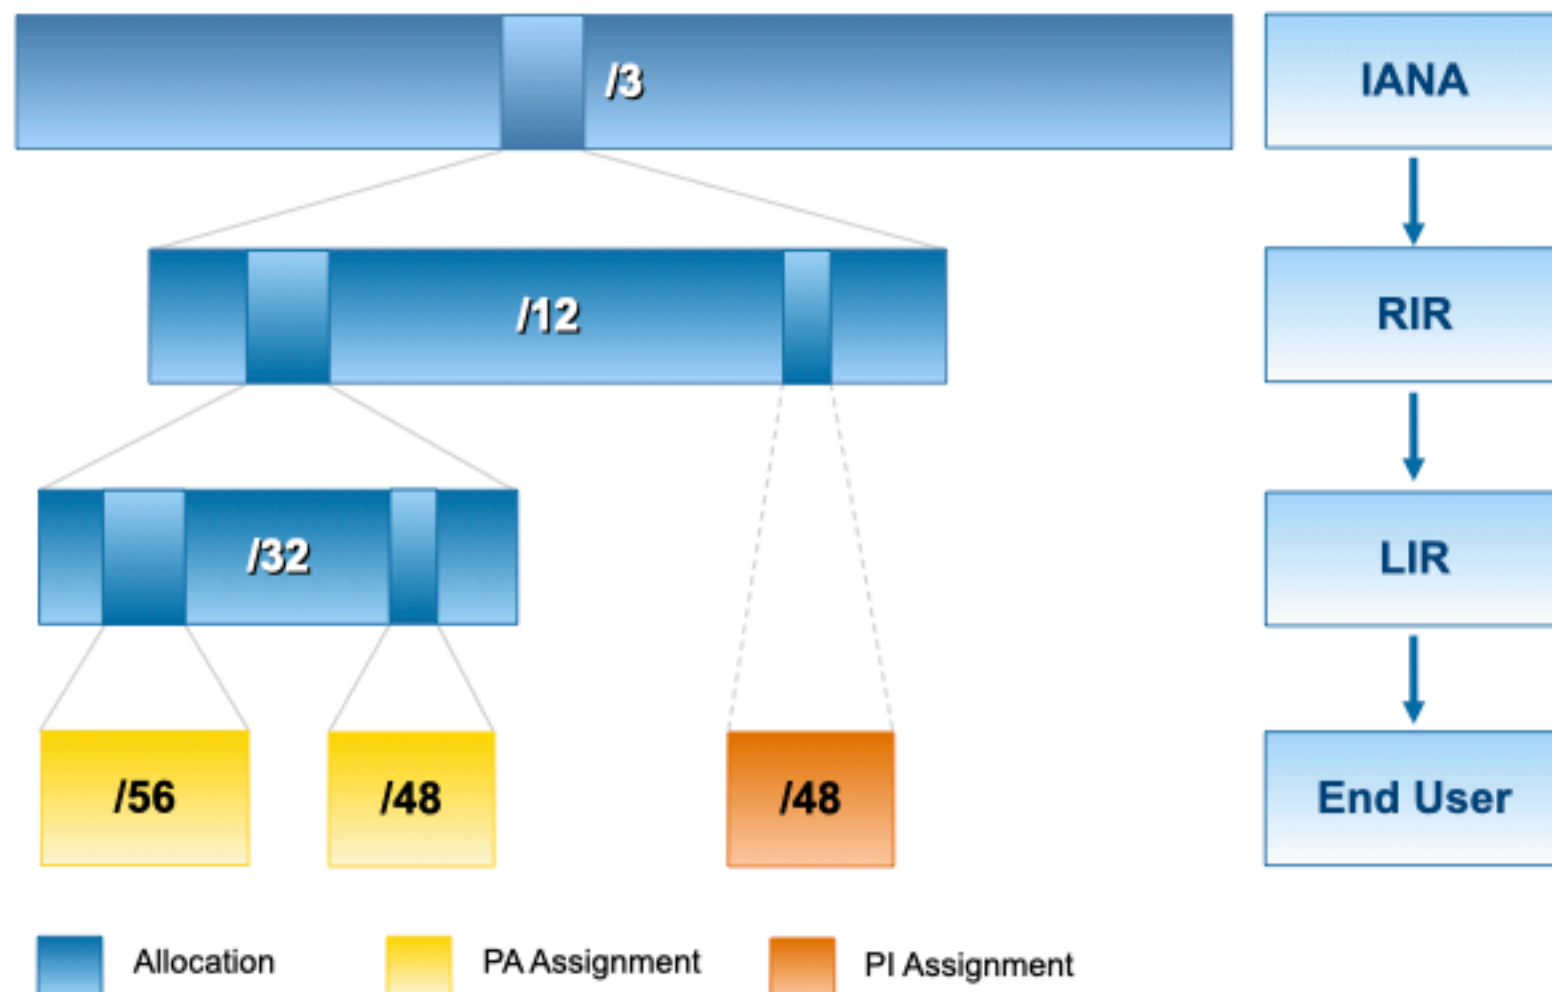 /3
IANA
/12
RIR
/32
LIR
/56
/48
/48
End User
Allocation
PA Assignment
PI Assignment